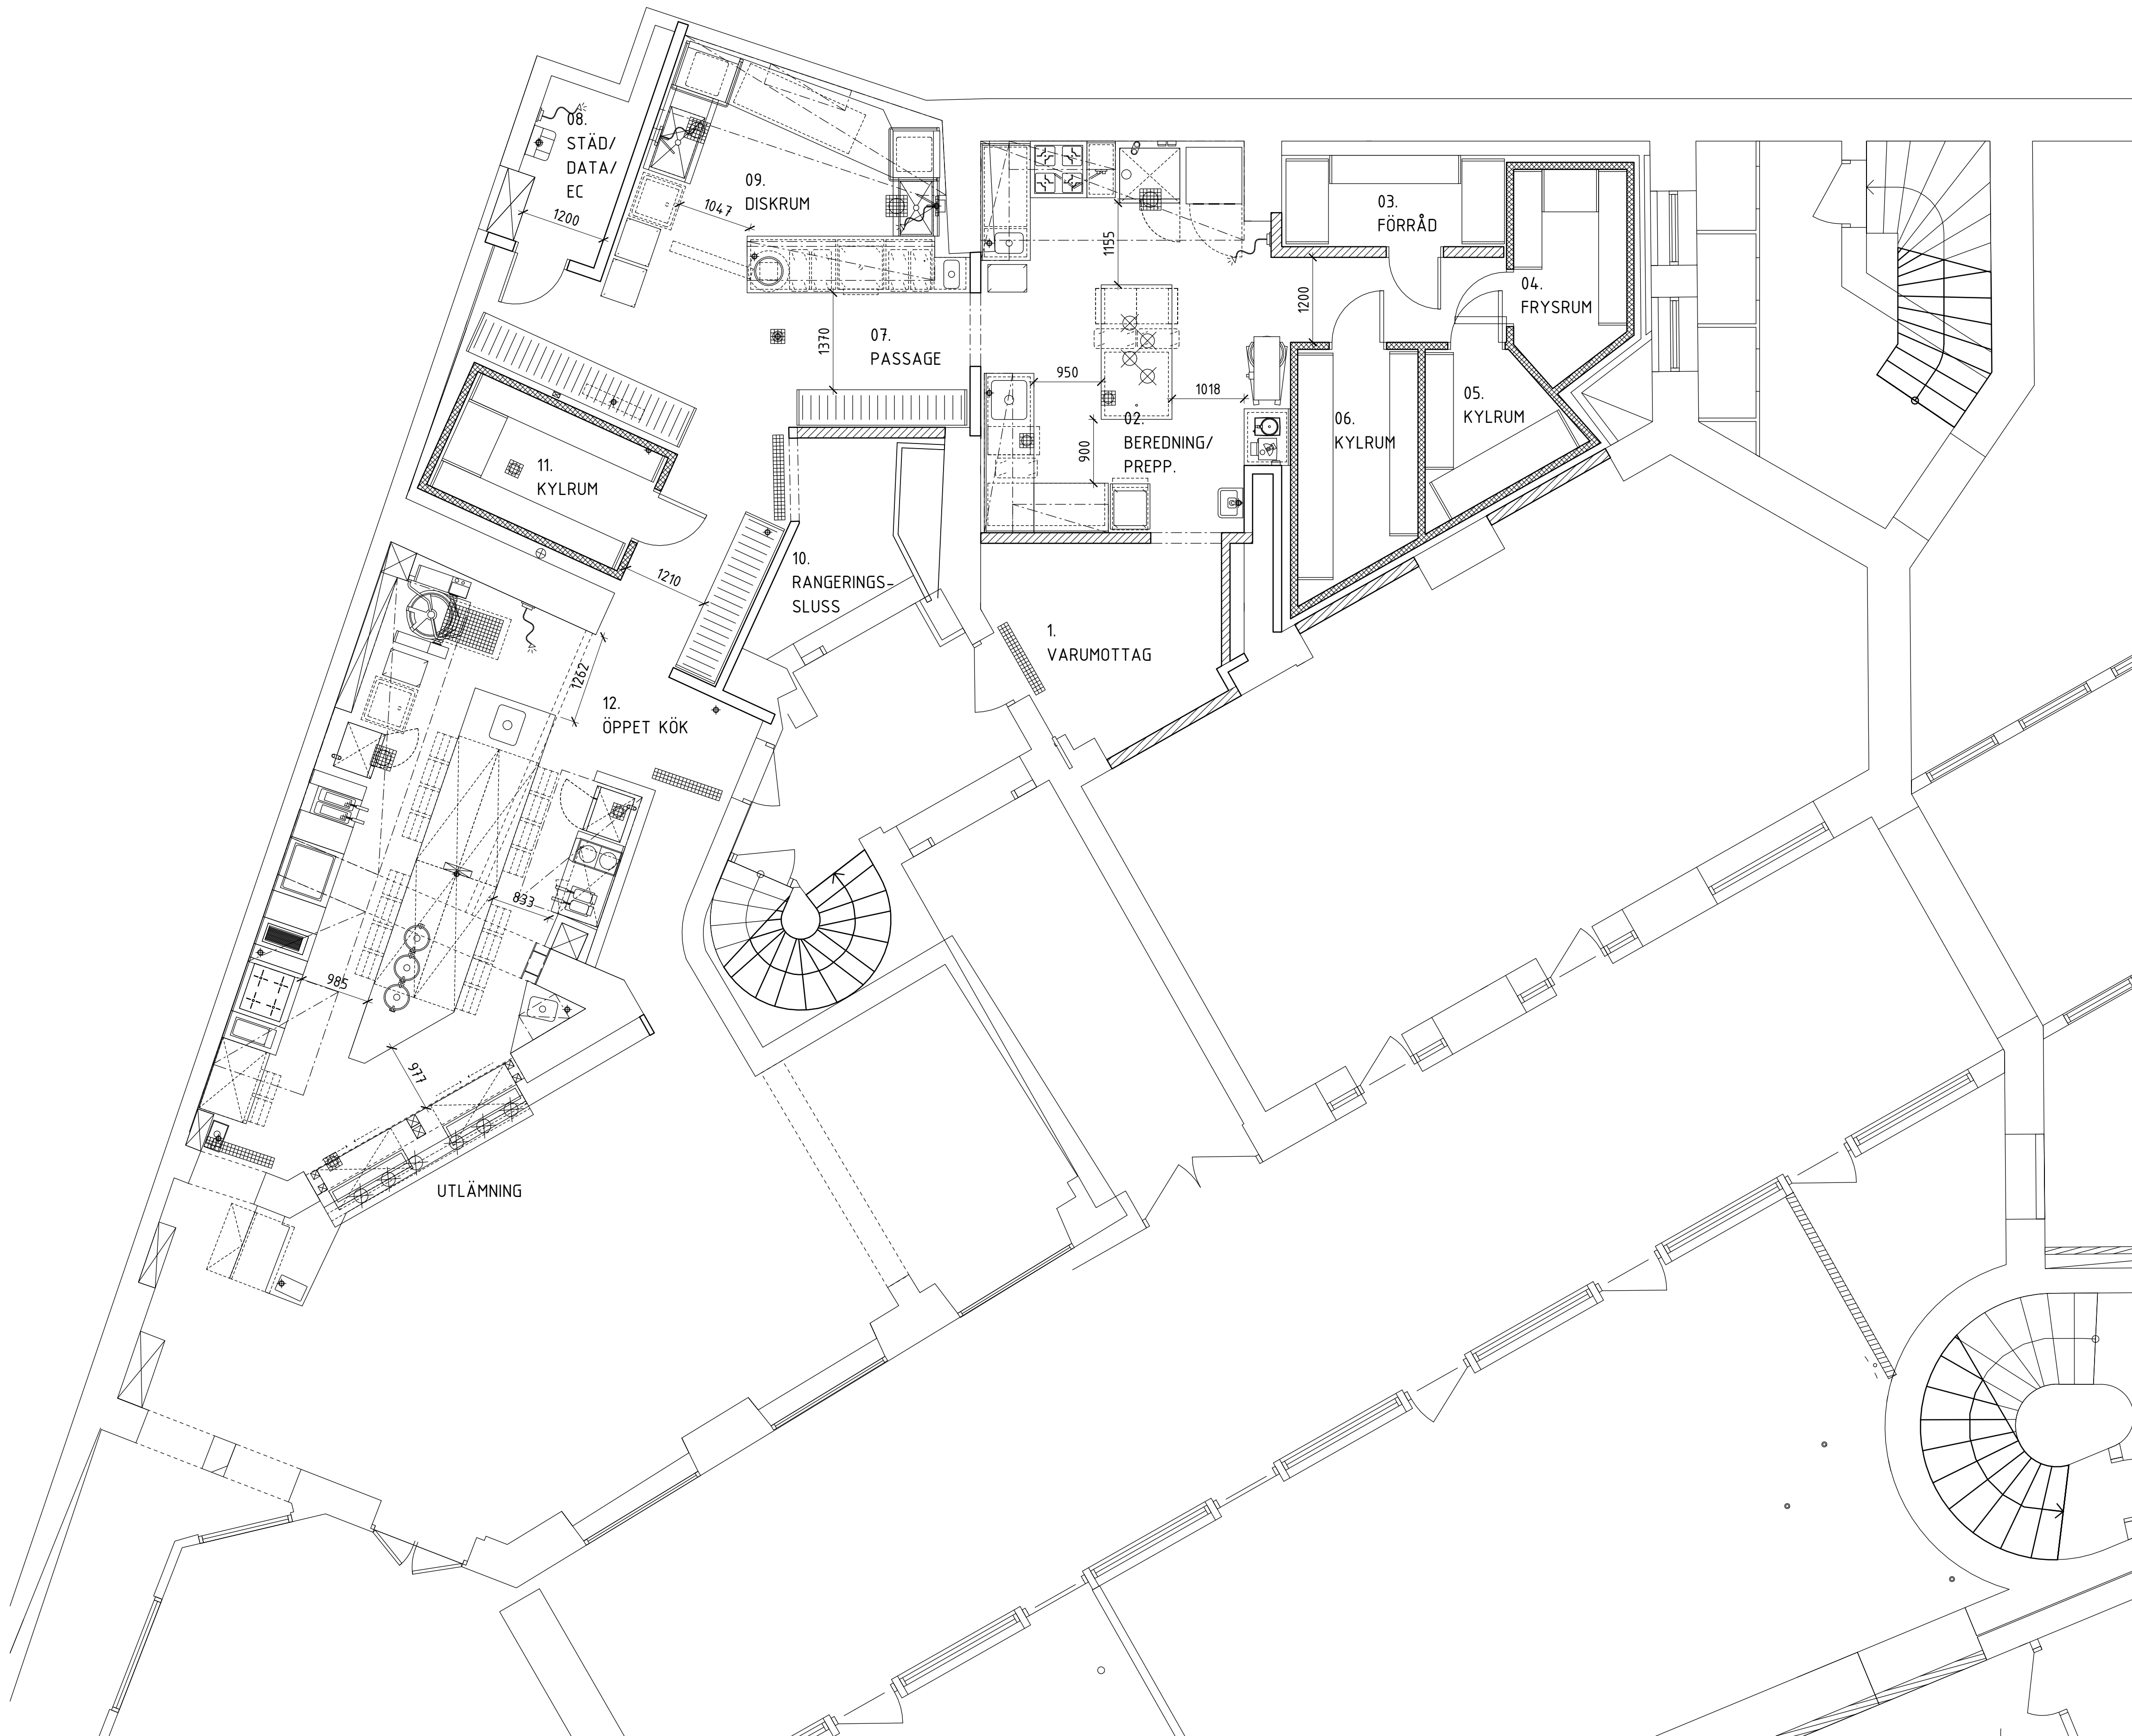 08.
STÄD/
DATA/
EC
1200
09.
DISKRUM
1047
1155
03.
FÖRRÅD
1200
04.
FRYSRUM
1370
07.
PASSAGE
950
1018
02.
BEREDNING/
PREPP.
900
06.
KYLRUM
05.
KYLRUM
11.
KYLRUM
1210
10.
RANGERINGS-
SLUSS
1.
VARUMOTTAG
1262
12.
ÖPPET KÖK
833
985
977
UTLÄMNING